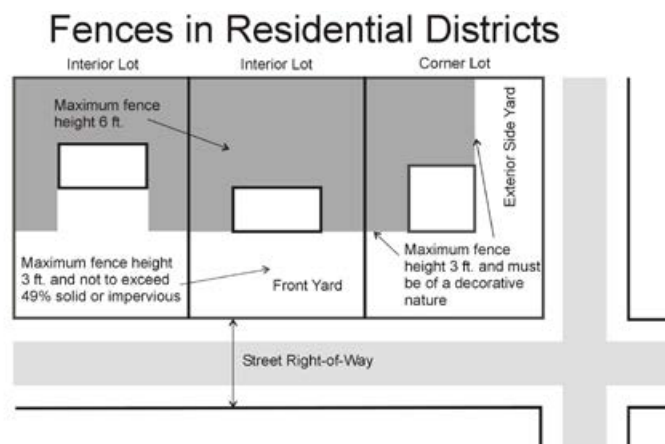 Fences in Residential Districts
Interior Lot
Interior Lot
Corner Lot
Maximum fence
height 6 ft.
Exterior Side Yard
Maximum fence height
3 ft. and not to exceed
49% solid or impervious
Front Yard
Maximum fence
height 3 ft. and must
be of a decorative
nature
Street Right-of-Way